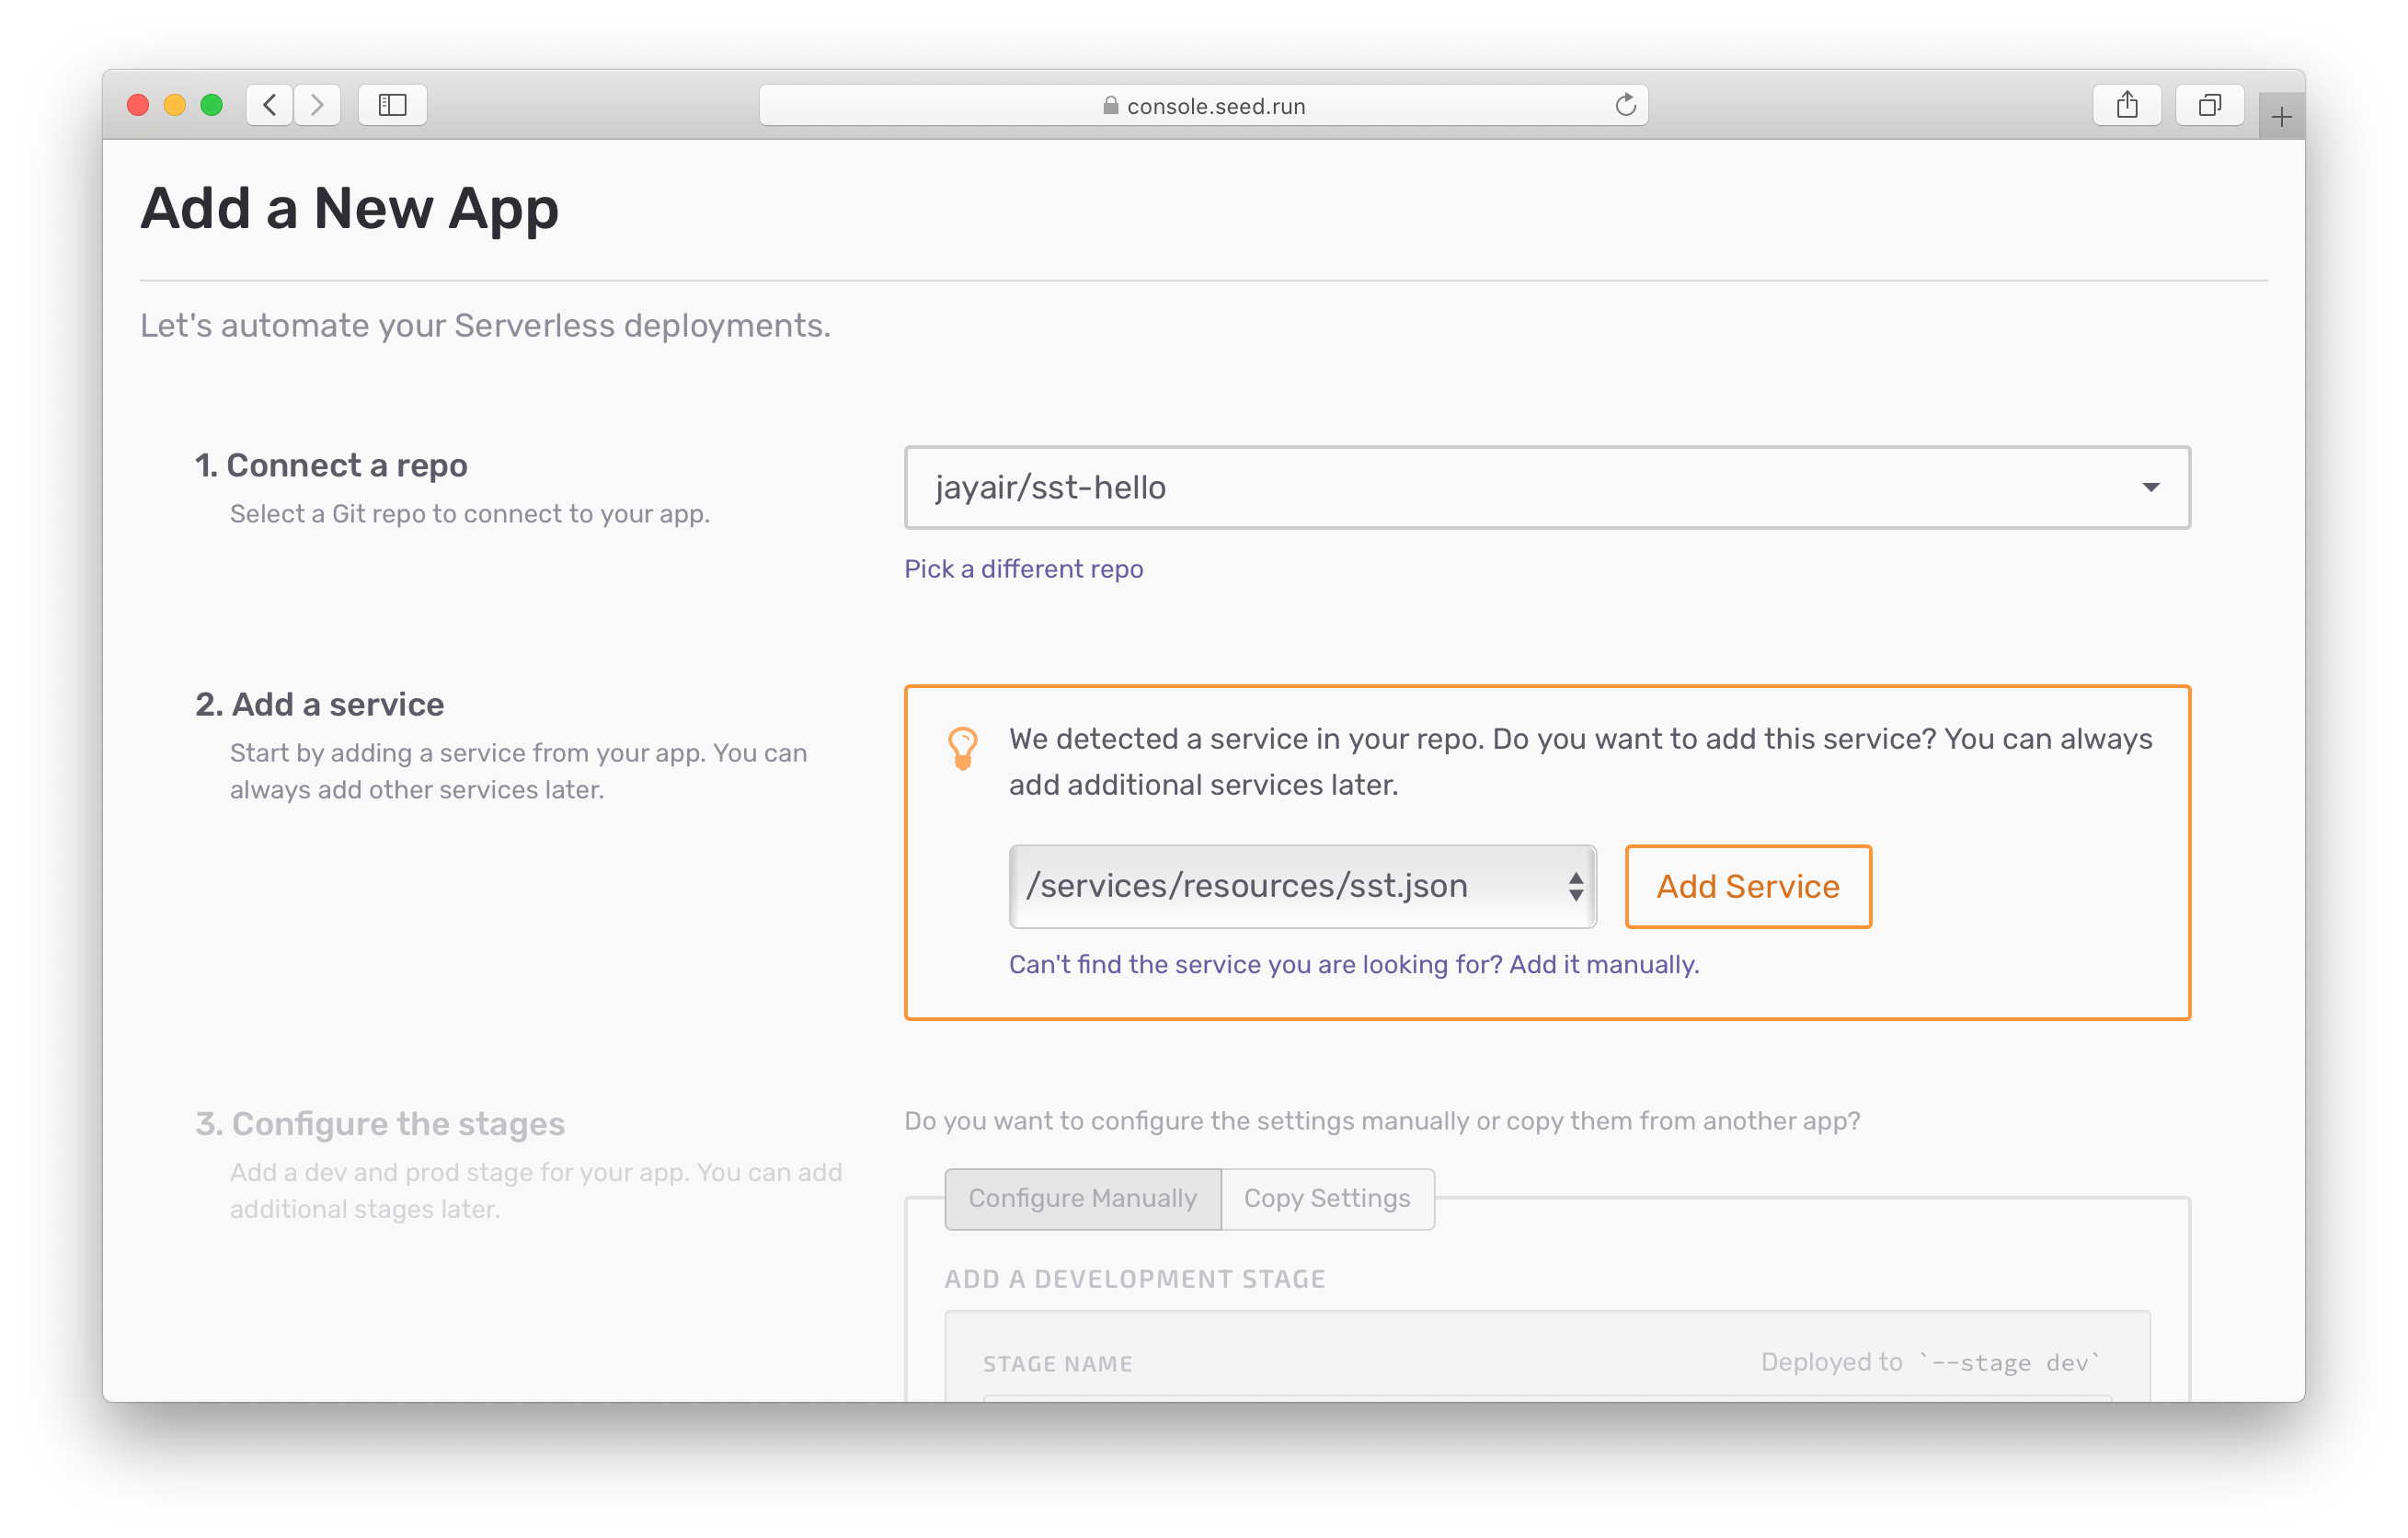 console.seed.run
Add a New App
Let's automate your Serverless deployments.
1. Connect a repo
Select a Git repo to connect to your app.
jayair/sst-hello
Pick a different repo
2. Add a service
Start by adding a service from your app. You can
always add other services later.
We detected a service in your repo. Do you want to add this service? You can always
add additional services later.
/services/resources/sst.json
Add Service
Can't find the service you are looking for? Add it manually.
3. Configure the stages
Add a dev and prod stage for your app. You can add
additional stages later.
Do you want to configure the settings manually or copy them from another app?
Configure Manually
Copy Settings
ADD A DEVELOPMENT STAGE
STAGE NAME
Deployed to `--stage dev`